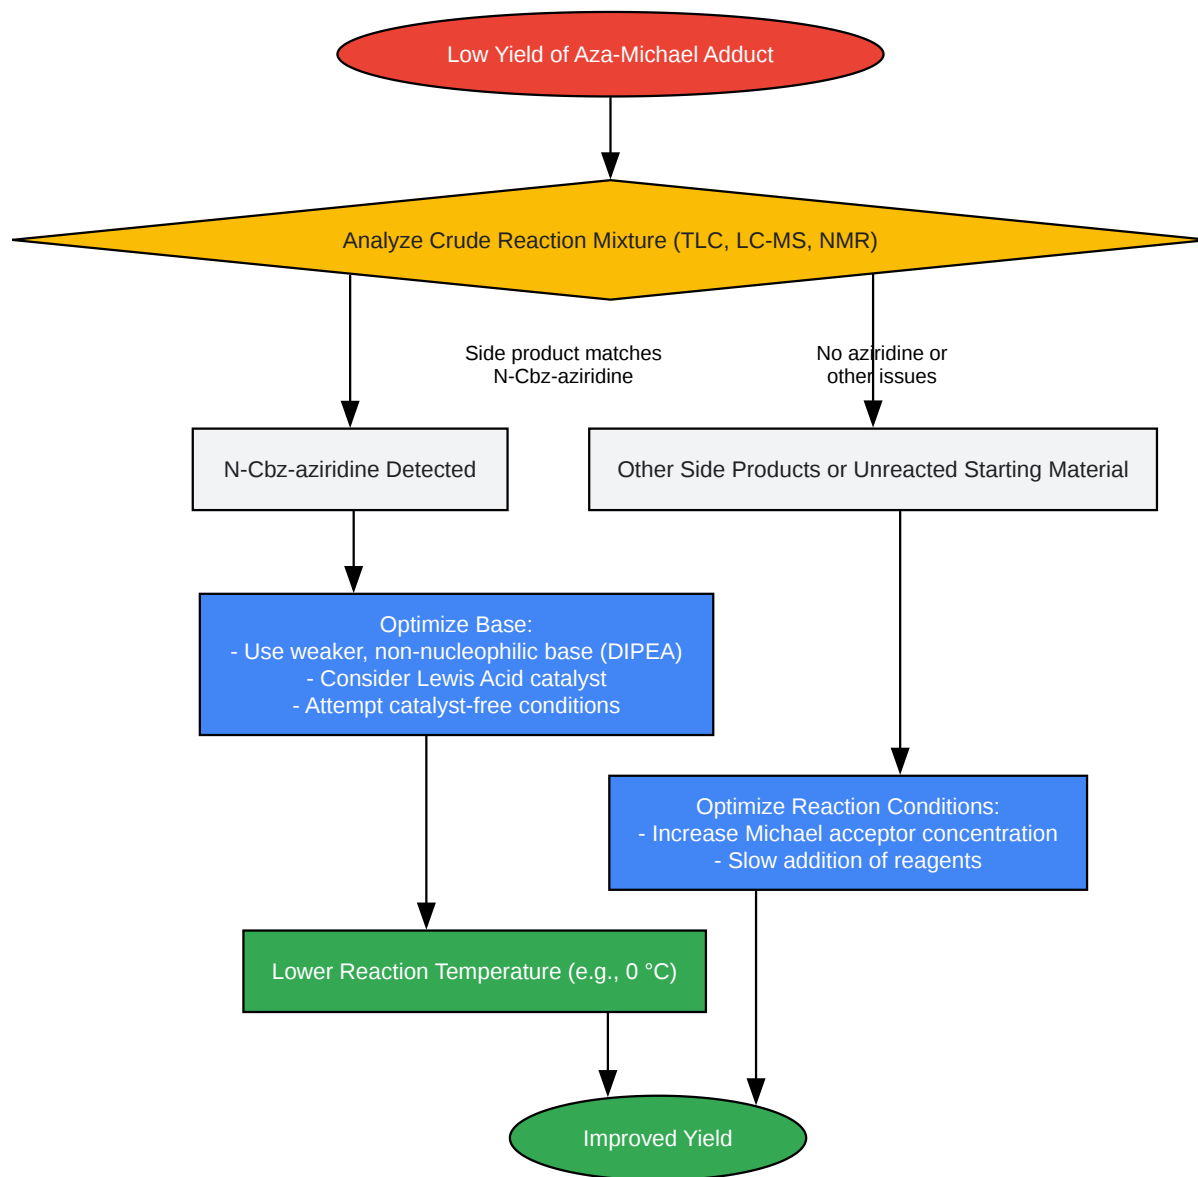 Low Yield of Aza-Michael Adduct
Analyze Crude Reaction Mixture (TLC, LC-MS, NMR)
Side product matches
N-Cbz-aziridine
No aziridine or
other issues
N-Cbz-aziridine Detected
Other Side Products or Unreacted Starting Material
Optimize Base:
- Use weaker, non-nucleophilic base (DIPEA)
- Consider Lewis Acid catalyst
- Attempt catalyst-free conditions
Optimize Reaction Conditions:
- Increase Michael acceptor concentration
- Slow addition of reagents
Lower Reaction Temperature (e.g., 0 °C)
Improved Yield